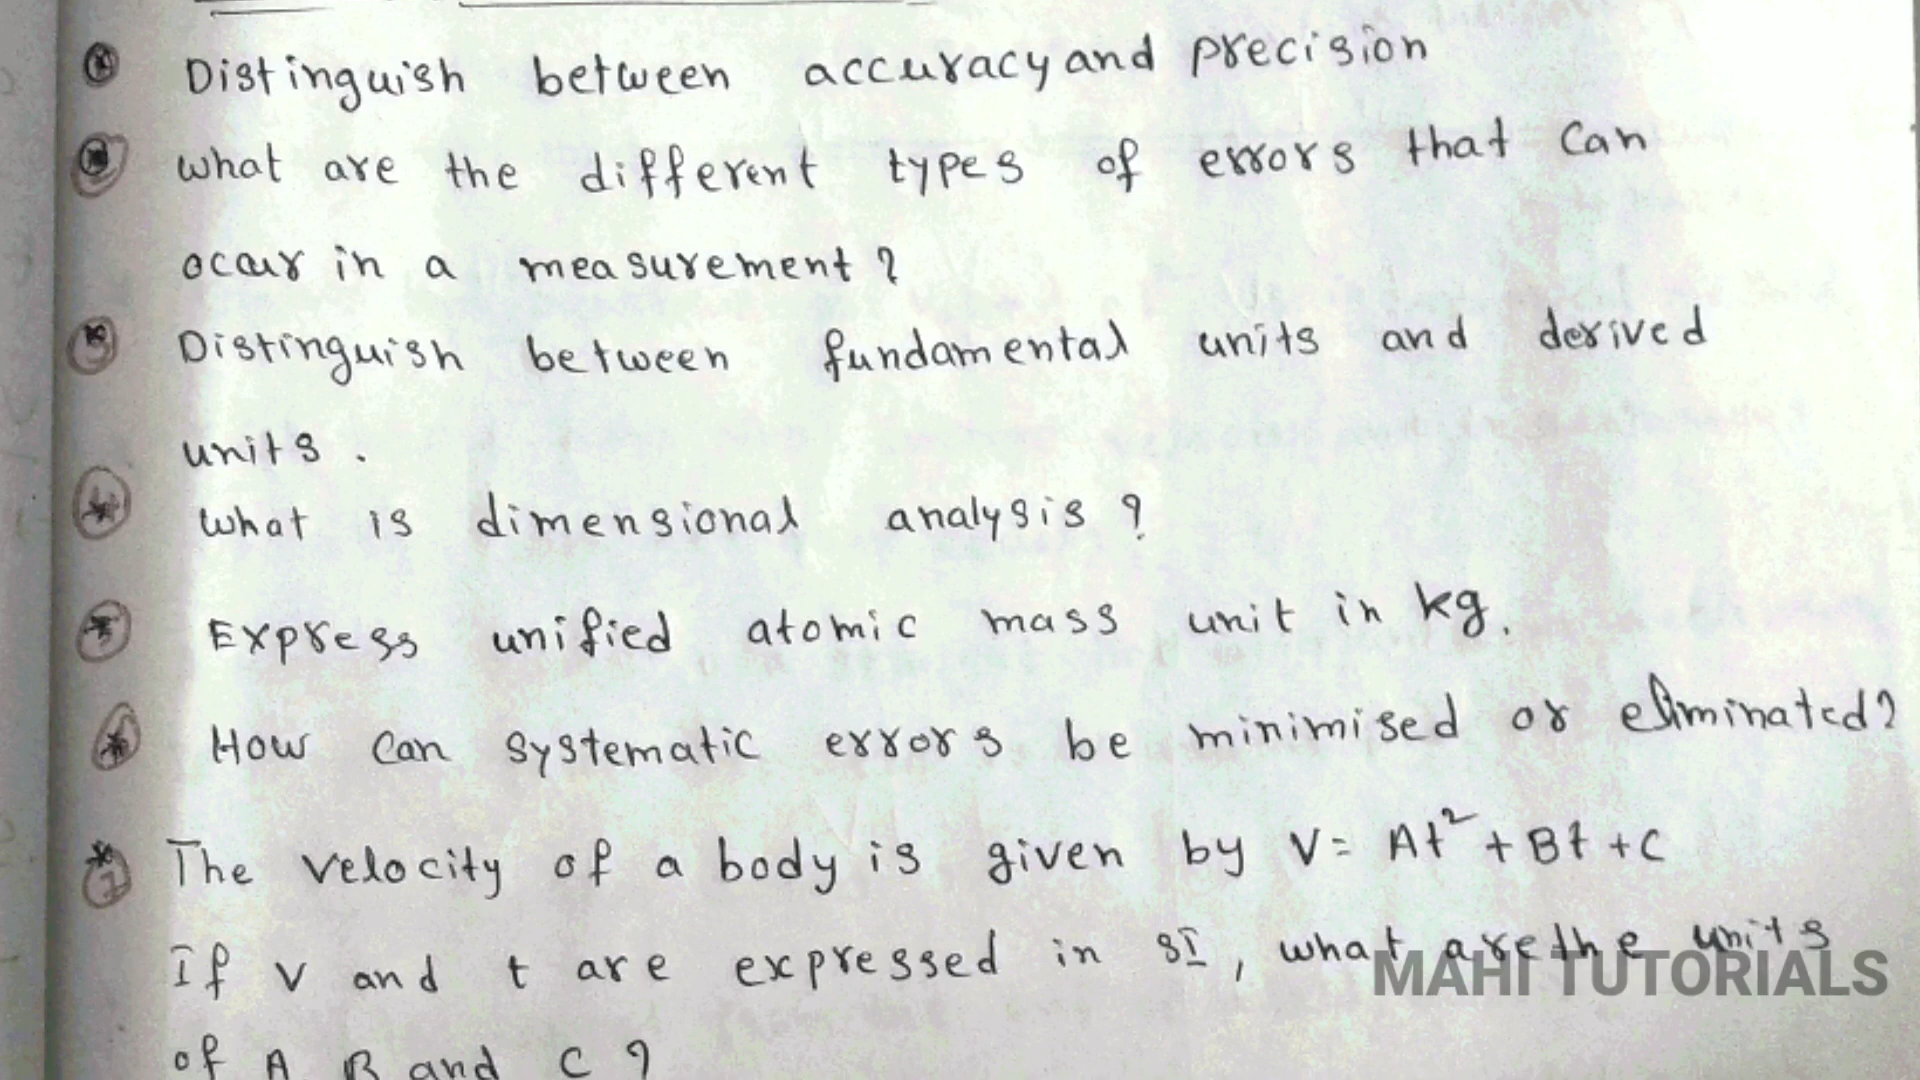 Distinguish between accuracy and precision
What are the different types of errors that can
occur in a measurement ?
Distinguish between fundamental units and derived
units .
What is dimensional analysis ?
Express unified atomic mass unit in kg.
How can systematic errors be minimised or eliminated?
The velocity of a body is given by V = At² + Bt + C
If v and t are expressed in SI, what are the units
MAHI TUTORIALS
of A B and C ?